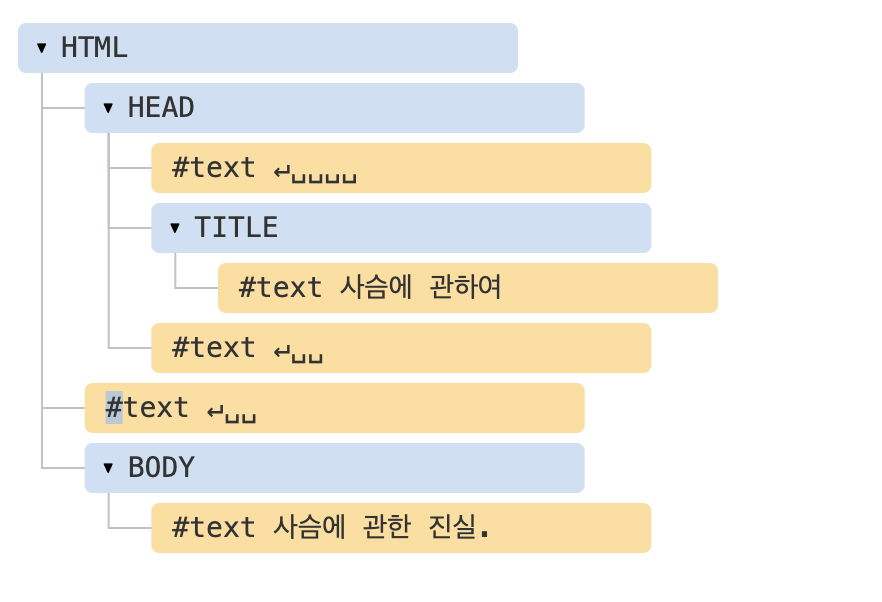 ▾ HTML
▾ HEAD
#text ↵␣␣␣␣
▾ TITLE
#text 사슴에 관하여
#text ↵␣␣
#text ↵␣␣
▾ BODY
#text 사슴에 관한 진실.